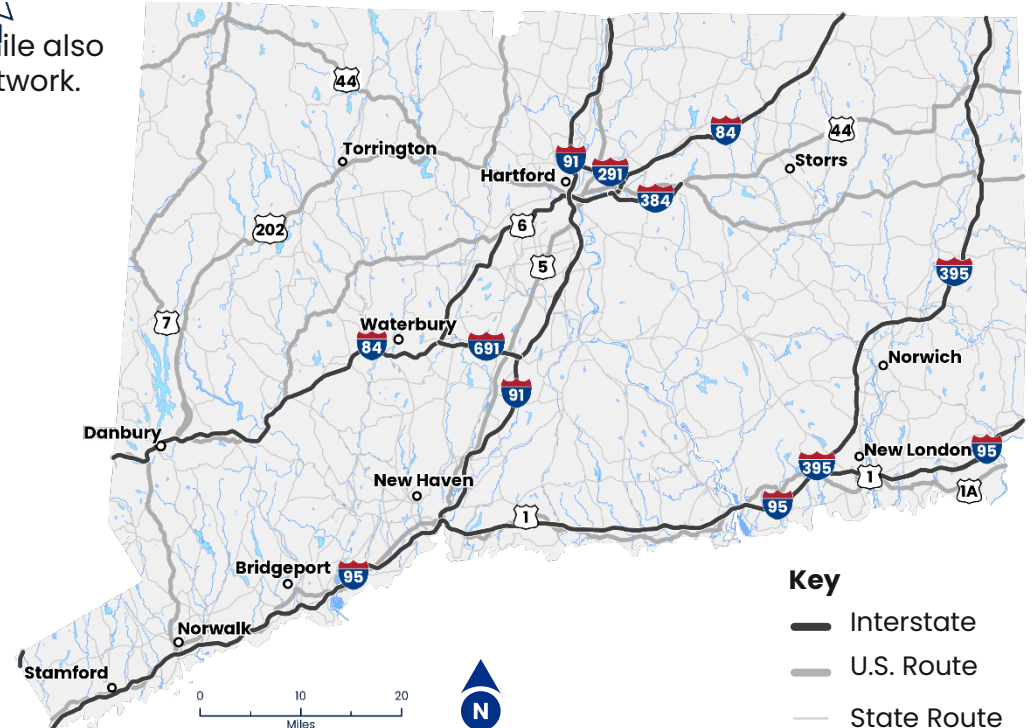 ile also
twork.
44
Torrington
84
44
91
291
Storrs
Hartford
384
202
6
5
395
7
Waterbury
84
691
Norwich
91
Danbury
New London
95
395
1
New Haven
1A
95
1
Bridgeport
95
Key
Interstate
Norwalk
U.S. Route
Stamford
0 10 20
Miles
N
State Route